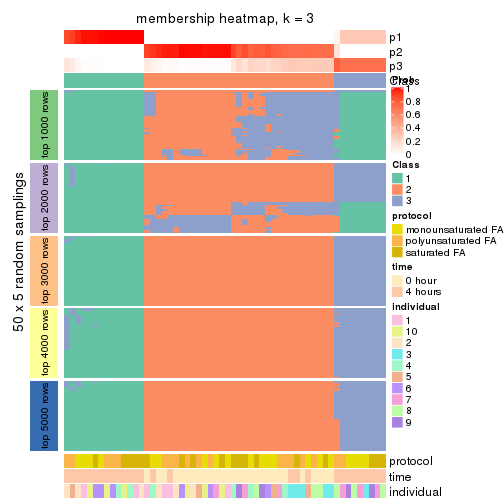 membership heatmap, k = 3
p1
p2
p3
Class
Prob
1
0.8
0.6
0.4
0.2
0
Class
1
2
3
protocol
monounsaturated FA
polyunsaturated FA
saturated FA
time
0 hour
4 hours
individual
1
10
2
3
4
5
6
7
8
9
50 x 5 random samplings
top 1000 rows
top 2000 rows
top 3000 rows
top 4000 rows
top 5000 rows
protocol
time
individual